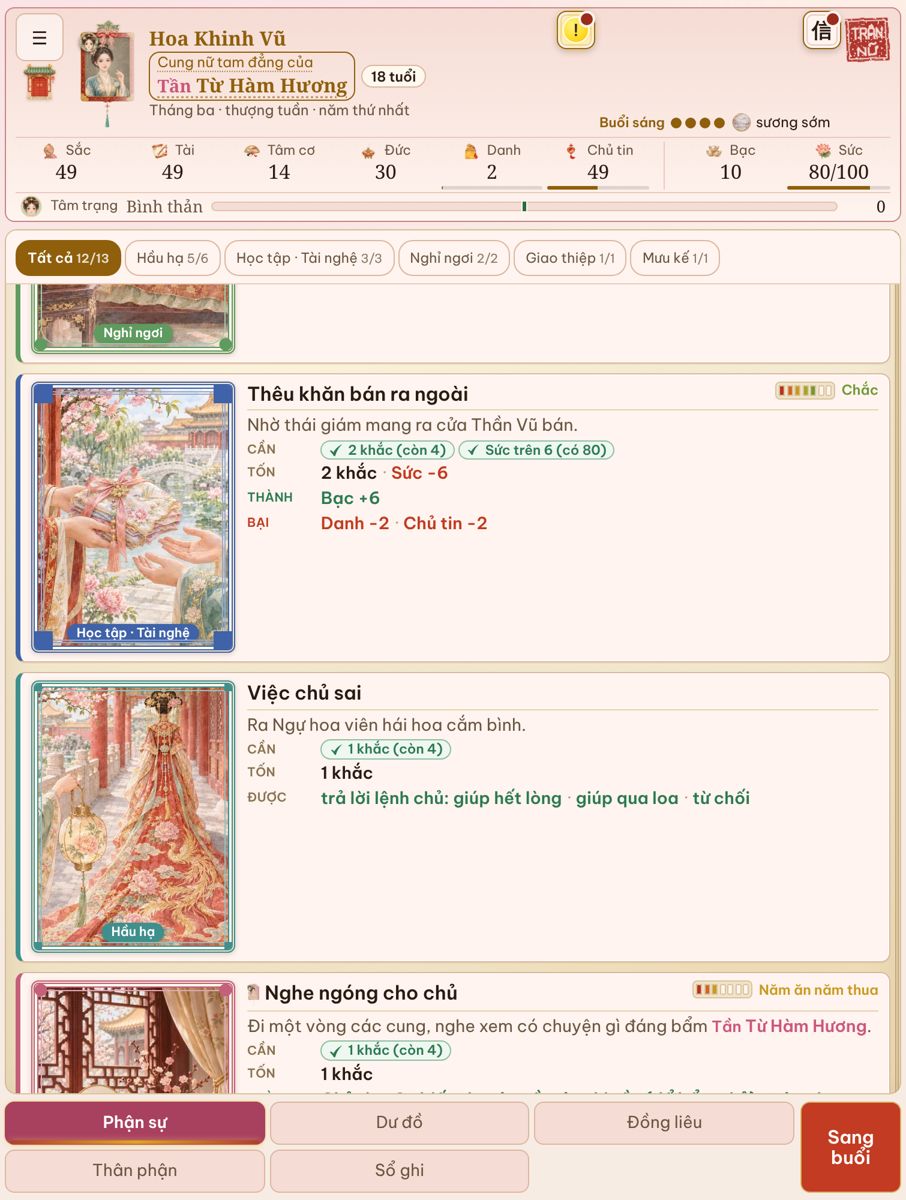 ☰
Hoa Khinh Vũ
Cung nữ tam đẳng của
Tần Từ Hàm Hương
18 tuổi
Tháng ba · thượng tuần · năm thứ nhất
!
信
TRÂN NỮ
Buổi sáng ●●●● sương sớm
Sắc 49
Tài 49
Tâm cơ 14
Đức 30
Danh 2
Chủ tín 49
Bạc 10
Sức 80/100
Tâm trạng Bình thản 0
Tất cả 12/13
Hầu hạ 5/6
Học tập · Tài nghệ 3/3
Nghỉ ngơi 2/2
Giao thiệp 1/1
Mưu kế 1/1
Nghỉ ngơi
Thêu khăn bán ra ngoài
Chắc
Nhờ thái giám mang ra cửa Thần Vũ bán.
CẦN ✓ 2 khắc (còn 4) ✓ Sức trên 6 (có 80)
TỐN 2 khắc · Sức -6
THÀNH Bạc +6
BẠI Danh -2 · Chủ tín -2
Học tập · Tài nghệ
Việc chủ sai
Ra Ngự hoa viên hái hoa cắm bình.
CẦN ✓ 1 khắc (còn 4)
TỐN 1 khắc
ĐƯỢC trả lời lệnh chủ: giúp hết lòng · giúp qua loa · từ chối
Hầu hạ
Nghe ngóng cho chủ
Năm ăn năm thua
Đi một vòng các cung, nghe xem có chuyện gì đáng bẩm Tần Từ Hàm Hương.
CẦN ✓ 1 khắc (còn 4)
TỐN 1 khắc
Phận sự
Dư đồ
Đồng liêu
Sang buổi
Thân phận
Sổ ghi